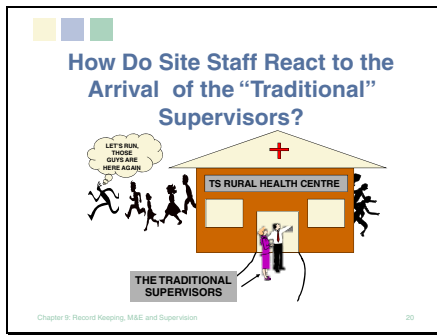 How Do Site Staff React to the
Arrival of the “Traditional”
Supervisors?
LET'S RUN,
THOSE
GUYS ARE
HERE AGAIN
TS RURAL HEALTH CENTRE
THE TRADITIONAL
SUPERVISORS
Chapter 9: Record Keeping, M&E and Supervision
20